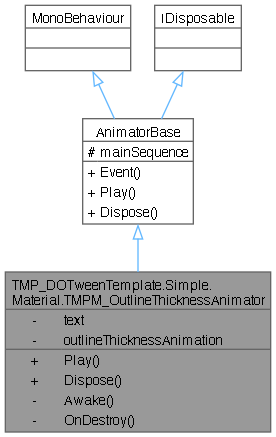 MonoBehaviour
IDisposable
AnimatorBase
# mainSequence
+ Event()
+ Play()
+ Dispose()
TMP_DOTweenTemplate.Simple.
Material.TMPM_OutlineThicknessAnimator
- text
- outlineThicknessAnimation
+ Play()
+ Dispose()
- Awake()
- OnDestroy()